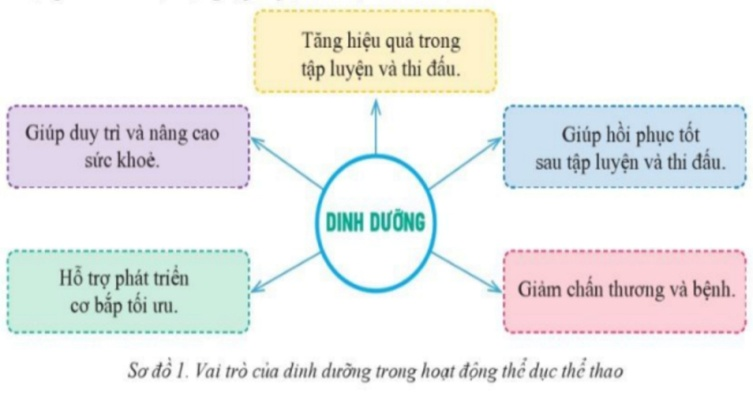 Tăng hiệu quả trong
tập luyện và thi đấu.
Giúp duy trì và nâng cao
sức khoẻ.
Giúp hồi phục tốt
sau tập luyện và thi đấu.
DINH DƯỠNG
Hỗ trợ phát triển
cơ bắp tối ưu.
Giảm chấn thương và bệnh.
Sơ đồ 1. Vai trò của dinh dưỡng trong hoạt động thể dục thể thao